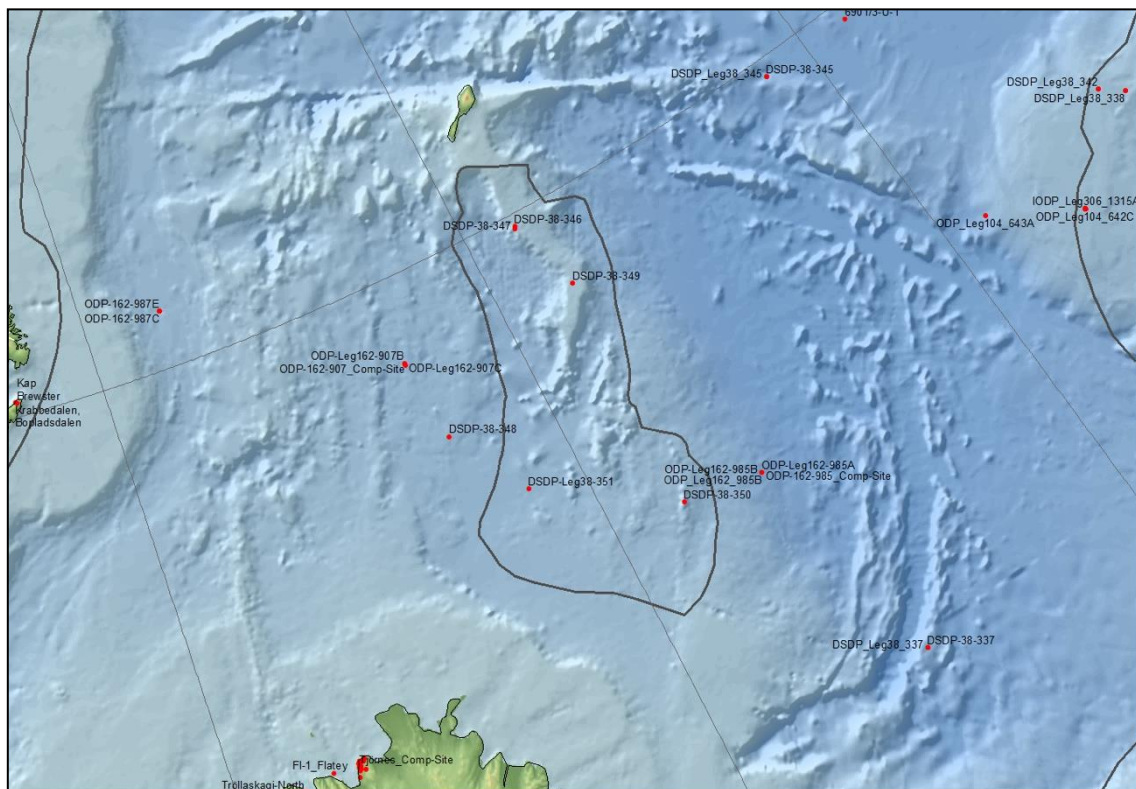 6901/3-U-1
DSDP_Leg38_345 DSDP-38-345
DSDP_Leg38_342
DSDP_Leg38_338
IODP_Leg306_1315A
ODP_Leg104_642C
ODP_Leg104_643A
DSDP-38-346
DSDP-38-347
DSDP-38-349
ODP-162-987E
ODP-162-987C
ODP-Leg162-907B
ODP-162-907_Comp-Site ODP-Leg162-907C
Kap
Brewster
Krabbedalen,
Bopladsdalen
DSDP-38-348
ODP-Leg162-985B ODP-Leg162-985A
ODP_Leg162_985B ODP-162-985_Comp-Site
DSDP-Leg38-351
DSDP-38-350
DSDP_Leg38_337 DSDP-38-337
Fl-1_Flatey Tjornes_Comp-Site
Trollaskagi-North